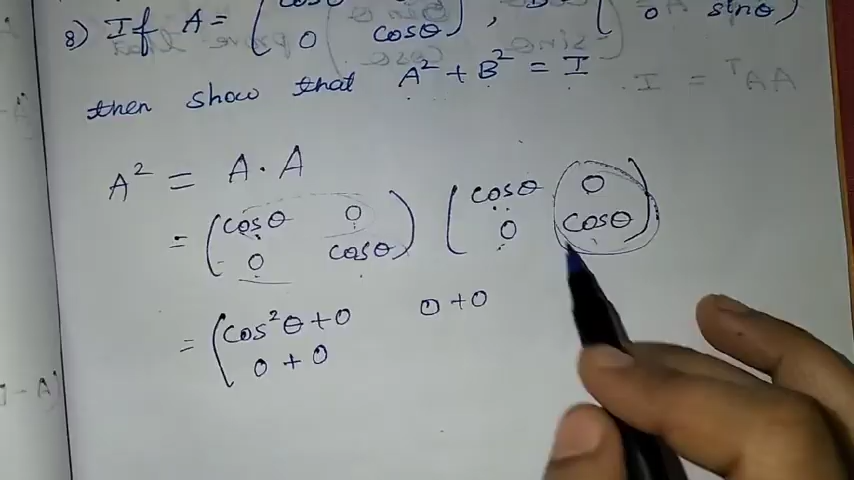 8) If A = ( cosθ
0 cosθ ) , ( 0 sinθ )
then show that A² + B² = I
A² = A · A
= ( cosθ 0 ) ( cosθ 0 )
0 cosθ 0 cosθ
= ( cos²θ + 0 0 + 0
0 + 0